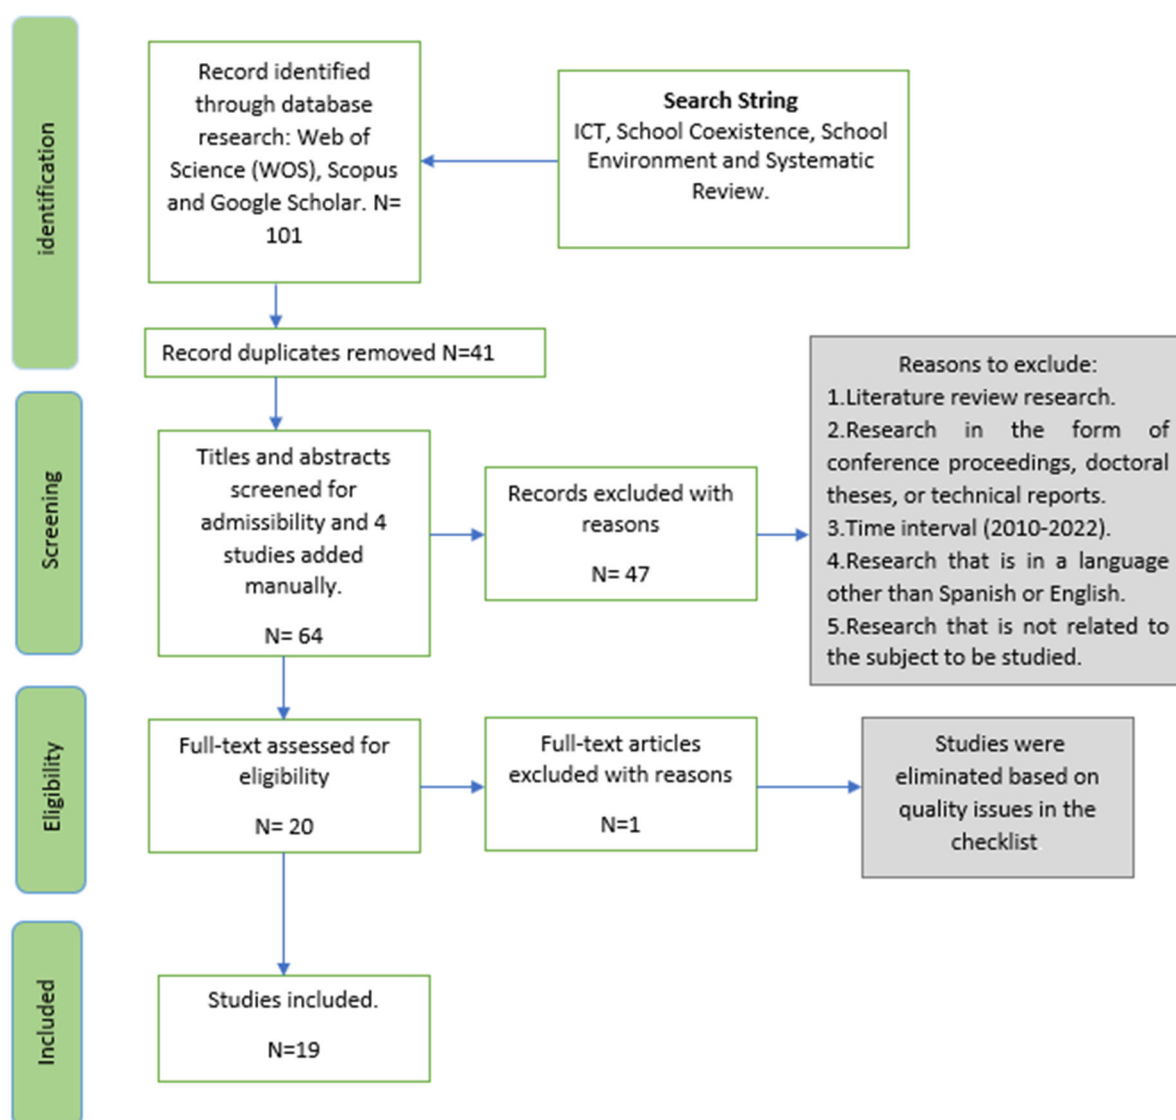 identification
Record identified
through database
research: Web of
Science (WOS), Scopus
and Google Scholar. N=
101
Search String
ICT, School Coexistence, School
Environment and Systematic
Review.
Record duplicates removed N=41
Screening
Titles and abstracts
screened for
admissibility and 4
studies added
manually.
N= 64
Records excluded with
reasons
N= 47
Reasons to exclude:
1.Literature review research.
2.Research in the form of
conference proceedings, doctoral
theses, or technical reports.
3.Time interval (2010-2022).
4.Research that is in a language
other than Spanish or English.
5.Research that is not related to
the subject to be studied.
Eligibility
Full-text assessed for
eligibility
N= 20
Full-text articles
excluded with reasons
N=1
Studies were
eliminated based on
quality issues in the
checklist
Included
Studies included.
N=19